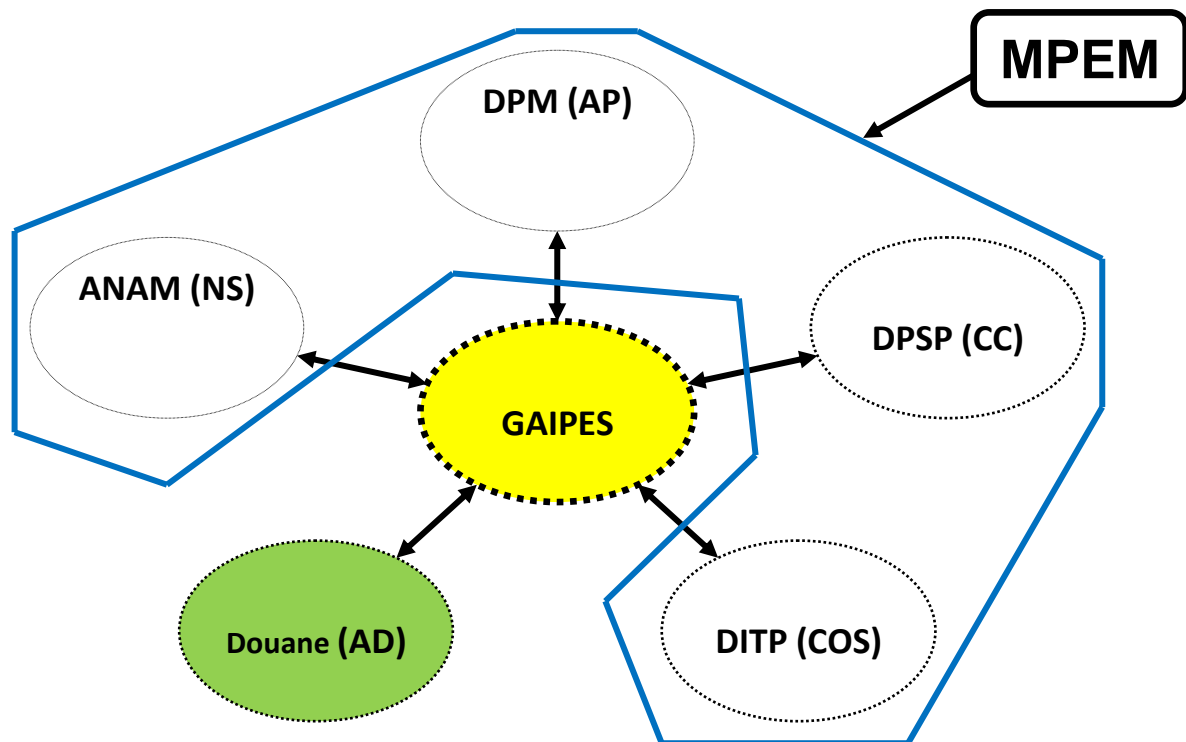 MPEM
DPM (AP)
ANAM (NS)
DPSP (CC)
GAIPES
Douane (AD)
DITP (COS)